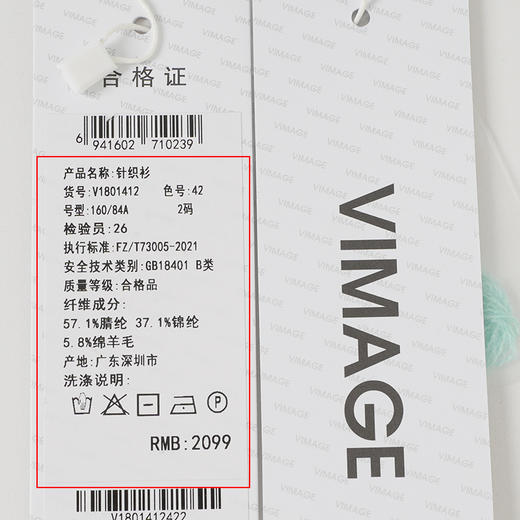 合格证
6 941602 710239
产品名称:针织衫
货号:V1801412 色号:42
号型:160/84A 2码
检验员:26
执行标准:FZ/T73005-2021
安全技术类别:GB18401 B类
质量等级:合格品
纤维成分:
57.1%腈纶 37.1%锦纶
5.8%绵羊毛
产地:广东深圳市
洗涤说明:
P
RMB:2099
V1801412422
VIMAGE